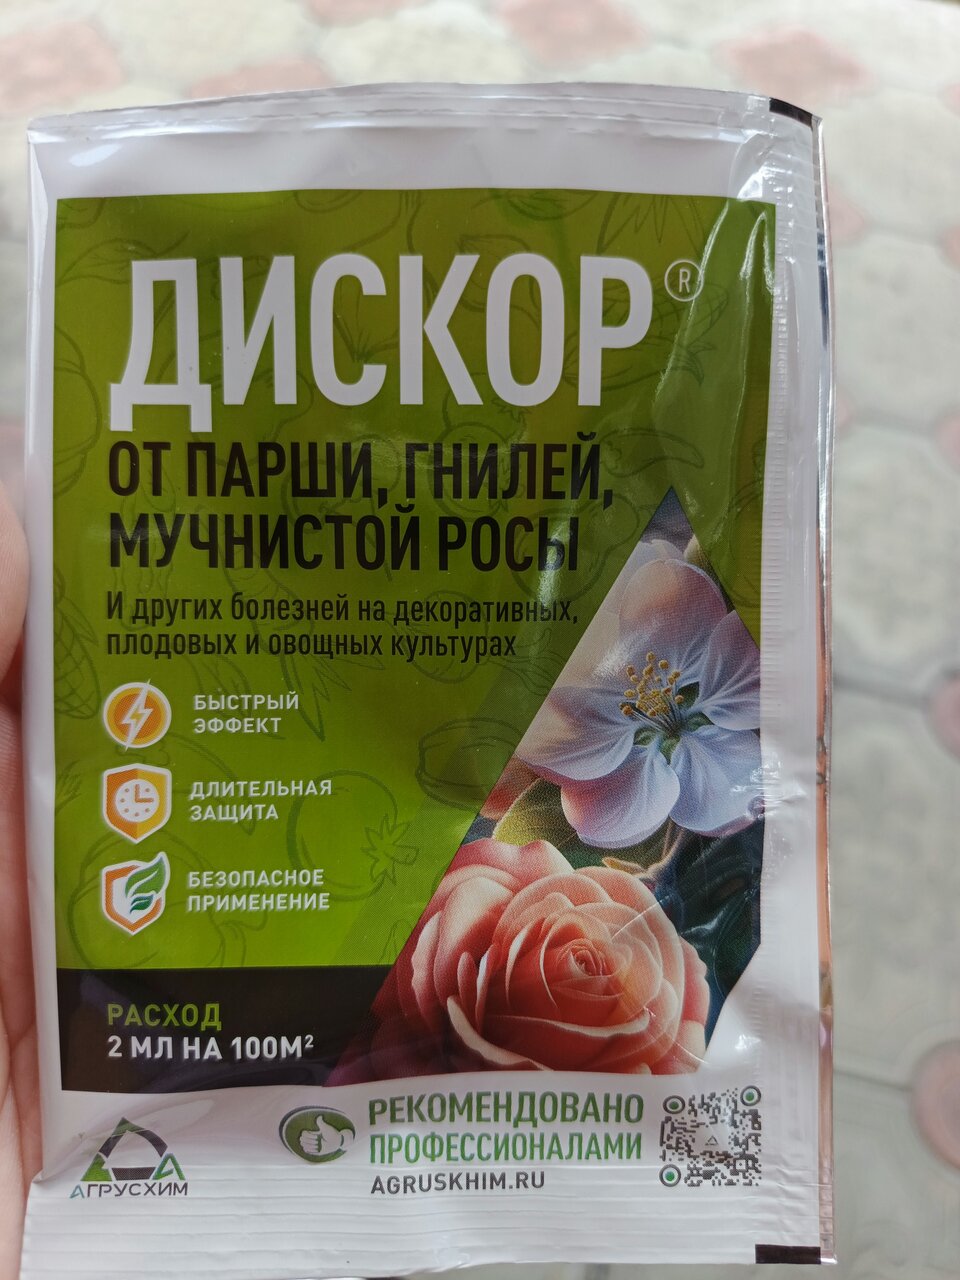 ДИСКОР®
ОТ ПАРШИ, ГНИЛЕЙ,
МУЧНИСТОЙ РОСЫ
И других болезней на декоративных,
плодовых и овощных культурах
БЫСТРЫЙ
ЭФФЕКТ
ДЛИТЕЛЬНАЯ
ЗАЩИТА
БЕЗОПАСНОЕ
ПРИМЕНЕНИЕ
РАСХОД
2 МЛ НА 100М²
АГРУСХИМ
РЕКОМЕНДОВАНО
ПРОФЕССИОНАЛАМИ
AGRUSKHIM.RU